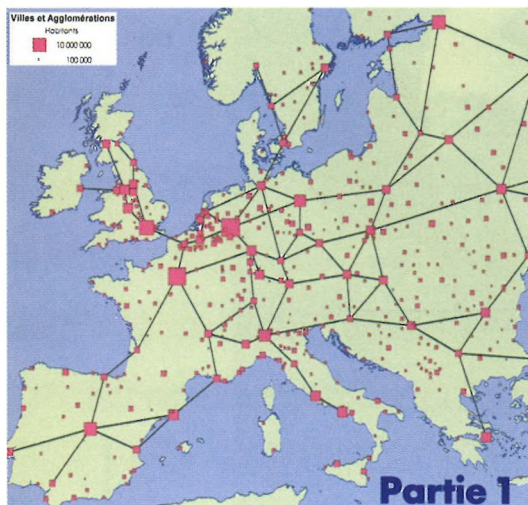 Villes et Agglomérations
Habitants
10 000 000
100 000
Partie 1